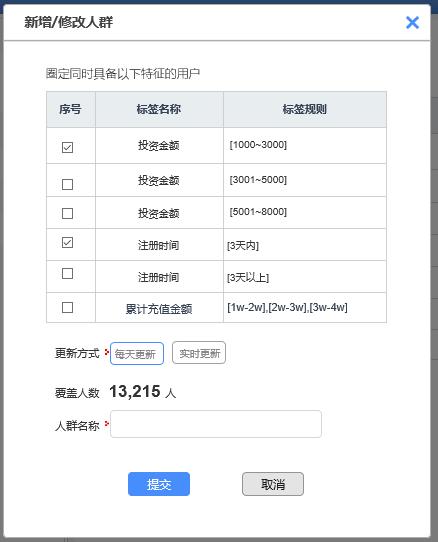 新增/修改人群
圈定同时具备以下特征的用户
序号 标签名称 标签规则
投资金额 [1000~3000]
投资金额 [3001~5000]
投资金额 [5001~8000]
注册时间 [3天内]
注册时间 [3天以上]
累计充值金额 [1w-2w],[2w-3w],[3w-4w]
更新方式 * 每天更新 实时更新
覆盖人数 13,215 人
人群名称 *
提交 取消